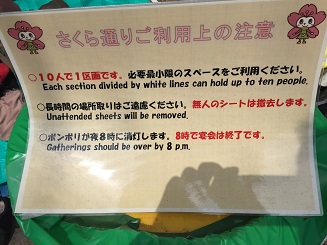 さくら通りご利用上の注意
○１０人で１区画です。必要最小限のスペースをご利用ください。
Each section divided by white lines can hold up to ten people.
○長時間の場所取りはご遠慮ください。無人のシートは撤去します。
Unattended sheets will be removed.
○ボンボリが夜８時に消灯します。８時で宴会は終了です。
Gatherings should be over by 8 p.m.